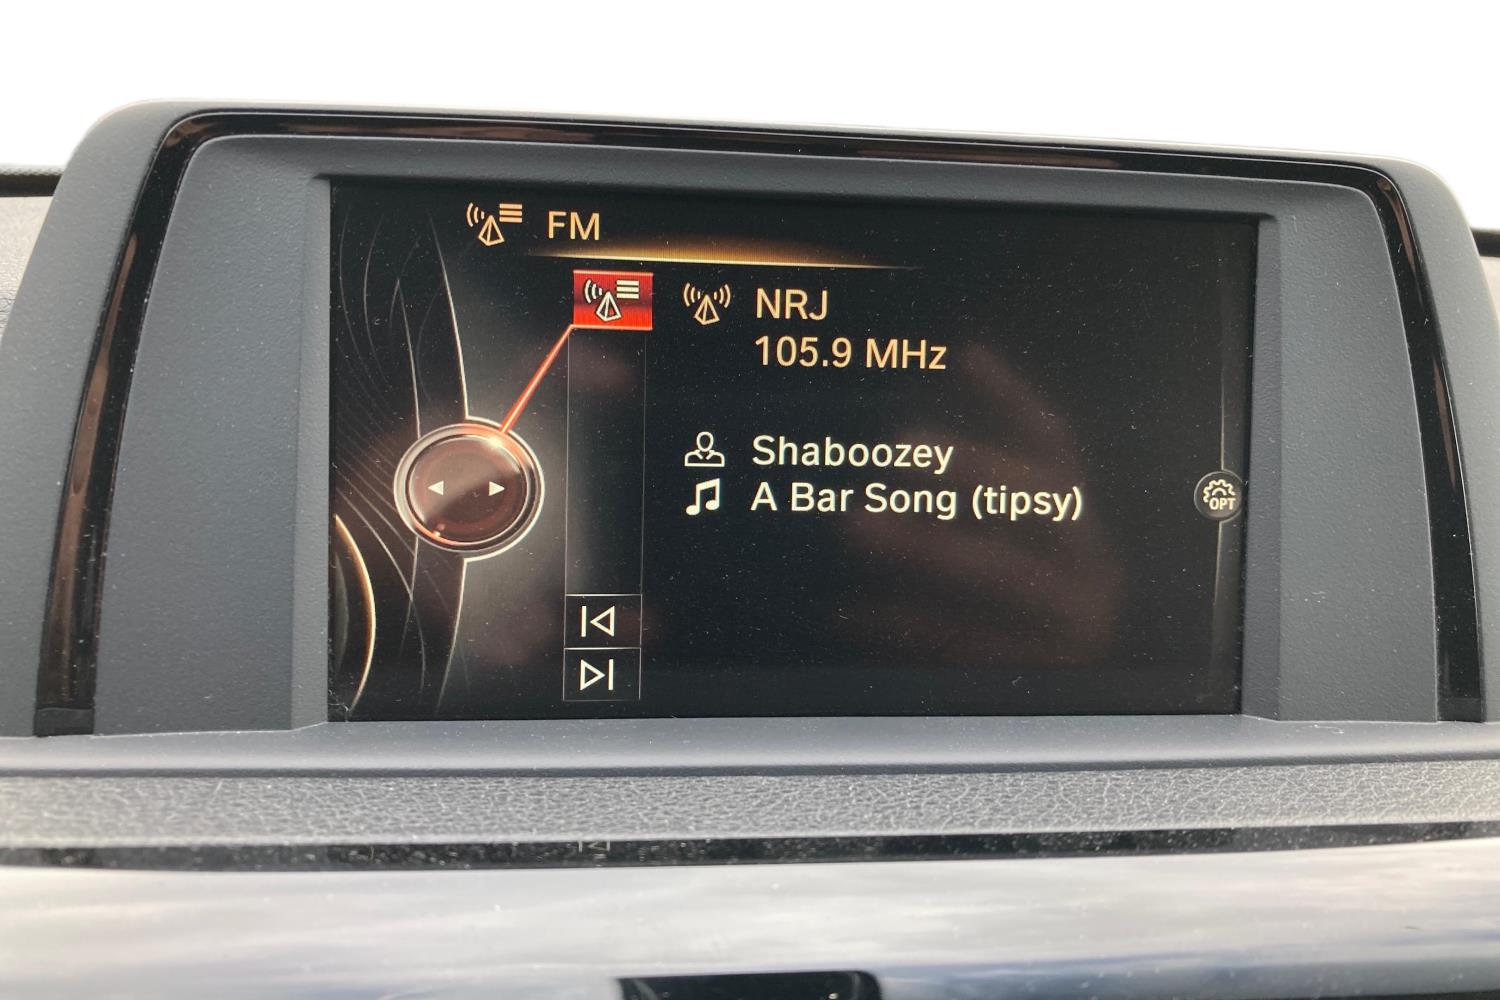 FM
NRJ
105.9 MHz
Shaboozey
A Bar Song (tipsy)
OPT